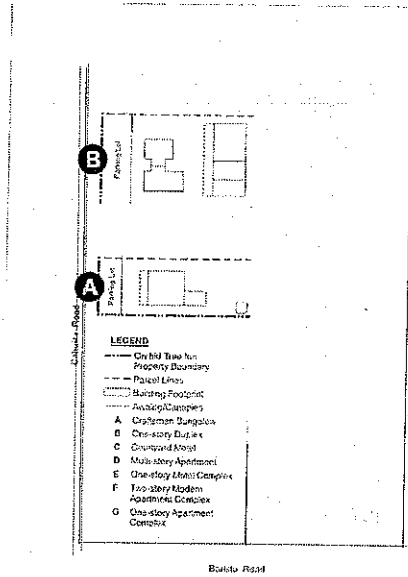 B
Parking Lot
A
Parking Lot
Cahuilla Road
LEGEND
Orchid Tree Inn
Property Boundary
Parcel Lines
Building Footprint
Awning/Canopies
A Craftsman Bungalow
B One-story Duplex
C Courtyard Motel
D Multi-story Apartment
E One-story Motel Complex
F Two-story Modern
Apartment Complex
G One-story Apartment
Complex
Baristo Road